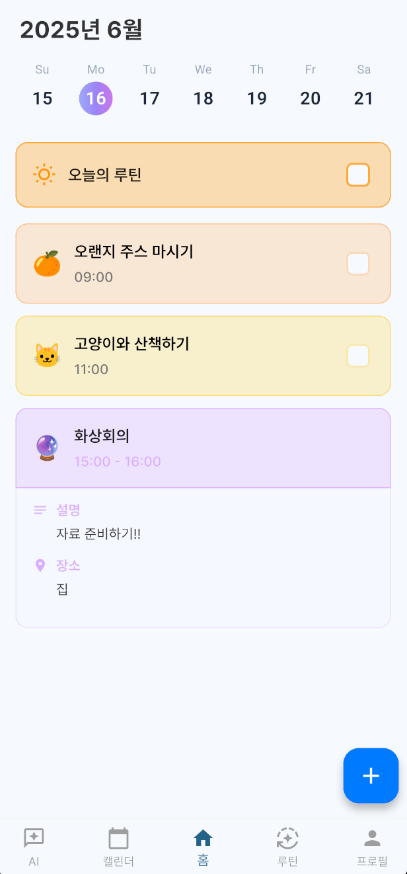 2025년 6월
Su Mo Tu We Th Fr Sa
15 16 17 18 19 20 21
오늘의 루틴
오랜지 주스 마시기
09:00
고양이와 산책하기
11:00
화상회의
15:00 - 16:00
설명
자료 준비하기!!
장소
집
AI 캘린더 홈 루틴 프로필